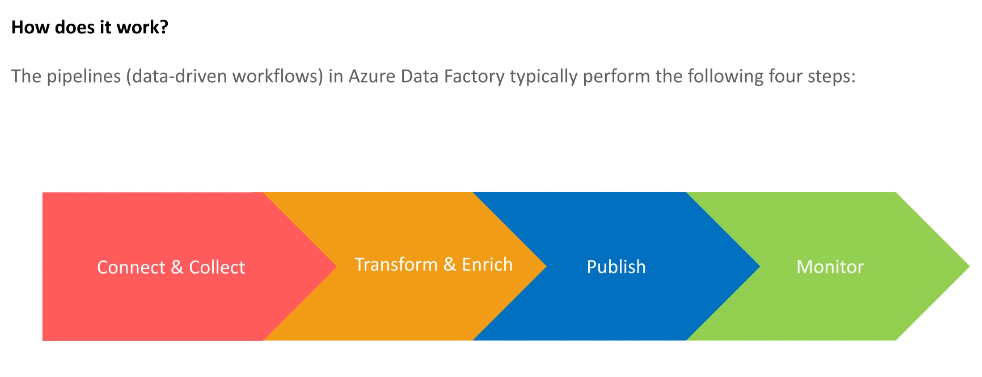 How does it work?
The pipelines (data-driven workflows) in Azure Data Factory typically perform the following four steps:
Connect & Collect
Transform & Enrich
Publish
Monitor